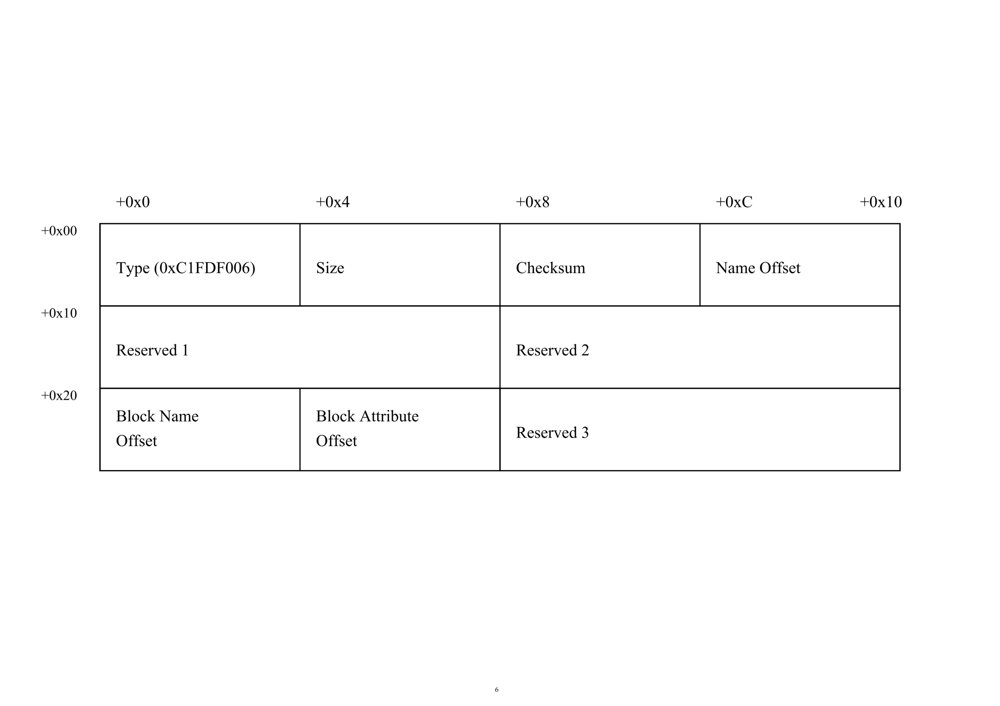 +0x0 +0x4 +0x8 +0xC +0x10
+0x00
Type (0xC1FDF006) Size Checksum Name Offset
+0x10
Reserved 1 Reserved 2
+0x20
Block Name Offset
Block Attribute Offset
Reserved 3
6